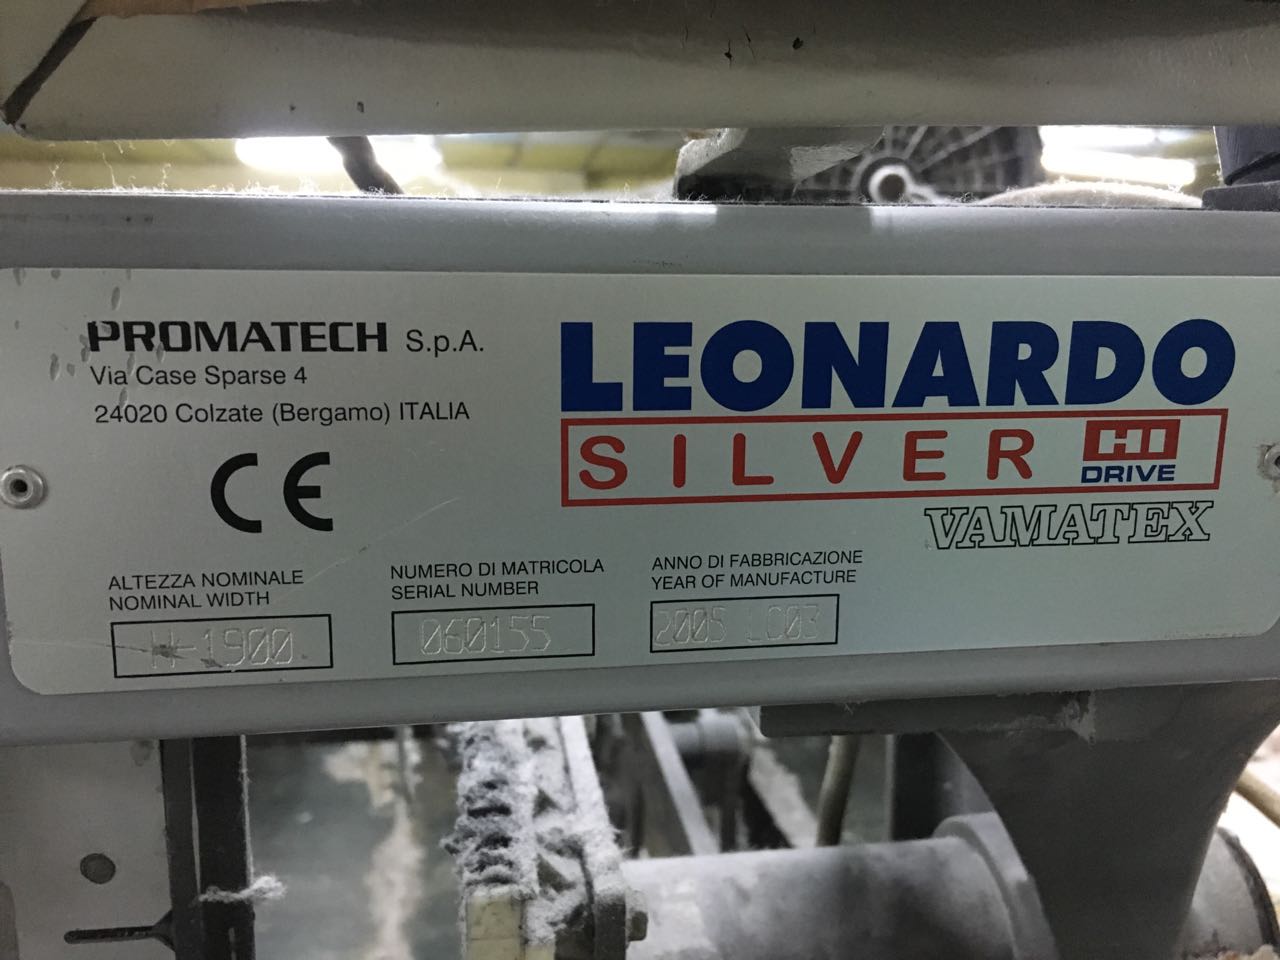 PROMATECH S.p.A.
Via Case Sparse 4
24020 Colzate (Bergamo) ITALIA
CE
LEONARDO
SILVER HI DRIVE
VAMATEX
ALTEZZA NOMINALE
NOMINAL WIDTH
W-1900
NUMERO DI MATRICOLA
SERIAL NUMBER
060155
ANNO DI FABBRICAZIONE
YEAR OF MANUFACTURE
2005 LC03